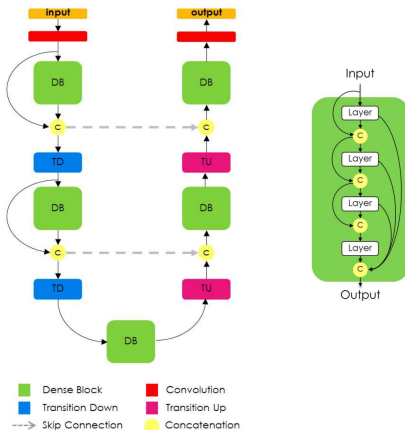 input
output
DB
DB
C
C
TD
TU
DB
DB
C
C
TD
TU
DB
Input
Layer
C
Layer
C
Layer
C
Layer
C
Output
Dense Block
Convolution
Transition Down
Transition Up
Skip Connection
Concatenation